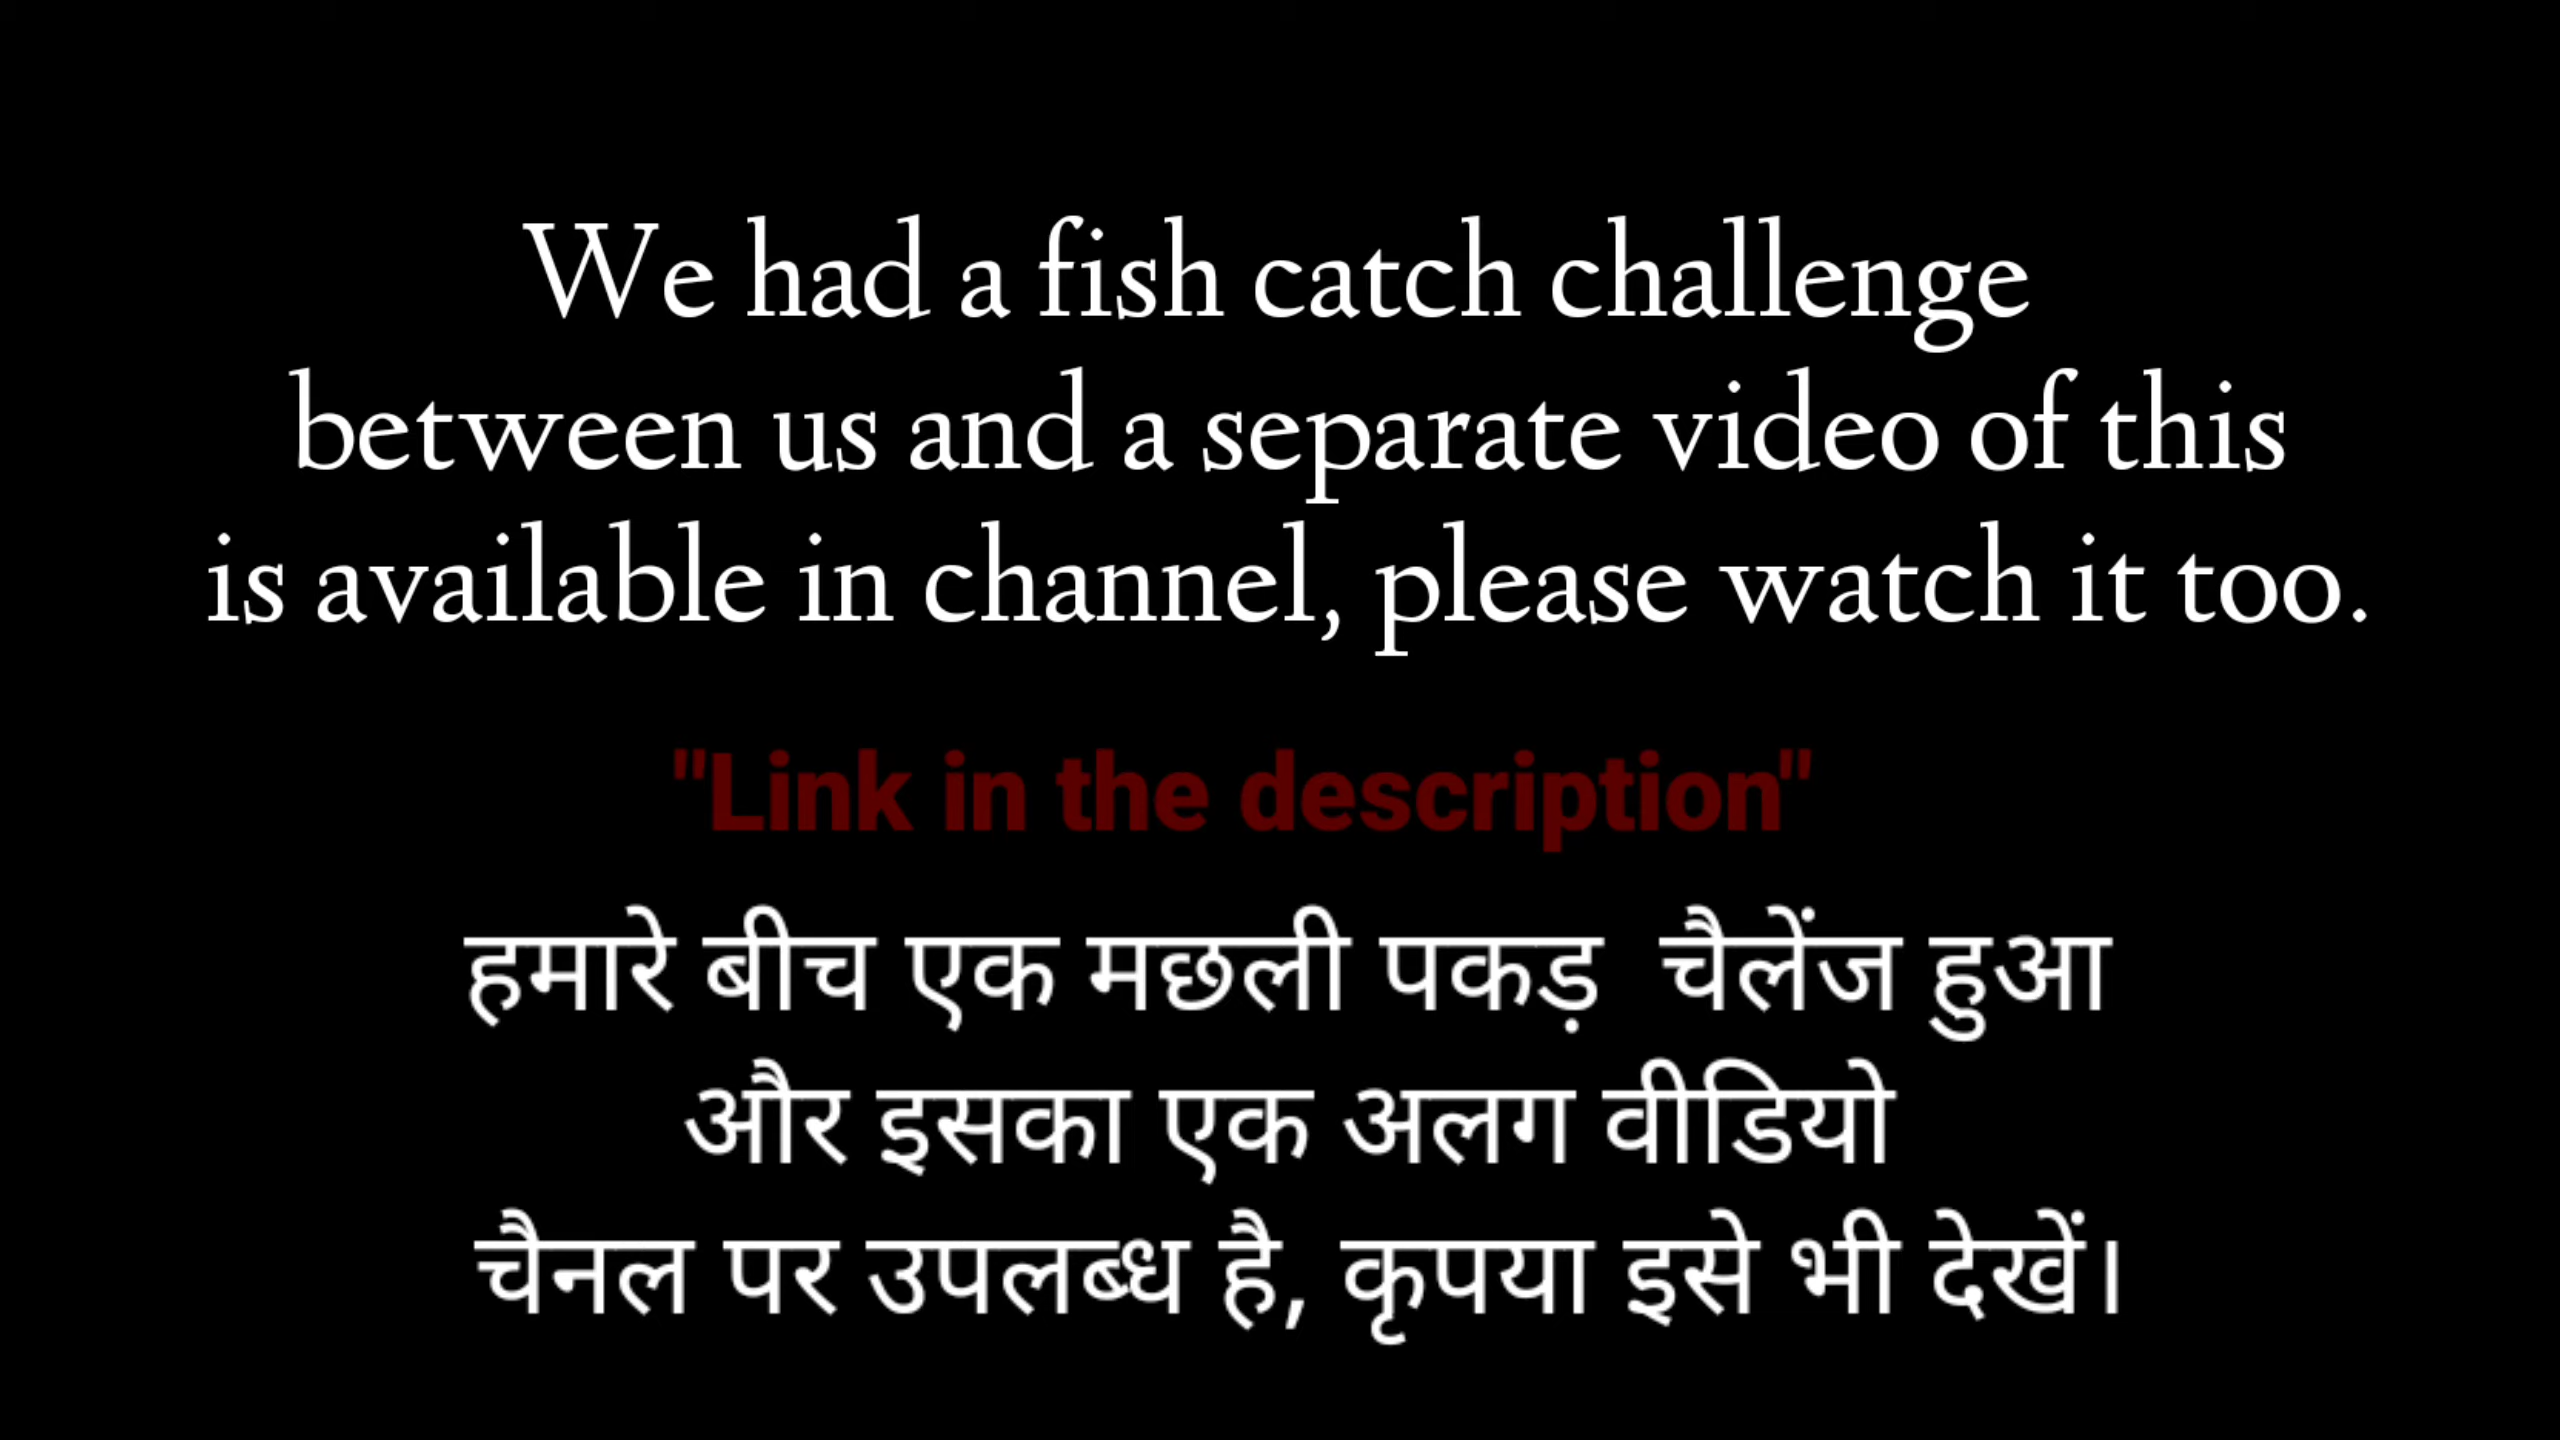 We had a fish catch challenge
between us and a separate video of this
is available in channel, please watch it too.
"Link in the description"
हमारे बीच एक मछली पकड़  चैलेंज हुआ
और इसका एक अलग वीडियो
चैनल पर उपलब्ध है, कृपया इसे भी देखें।